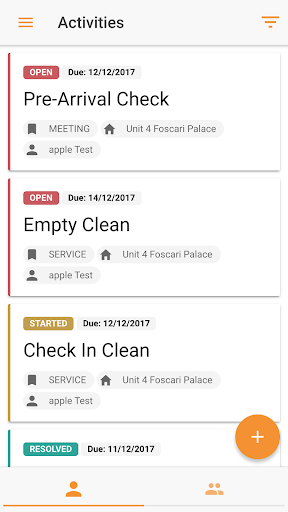 Activities
OPEN Due: 12/12/2017
Pre-Arrival Check
MEETING Unit 4 Foscari Palace
apple Test
OPEN Due: 14/12/2017
Empty Clean
SERVICE Unit 4 Foscari Palace
apple Test
STARTED Due: 12/12/2017
Check In Clean
SERVICE Unit 4 Foscari Palace
apple Test
RESOLVED Due: 11/12/2017